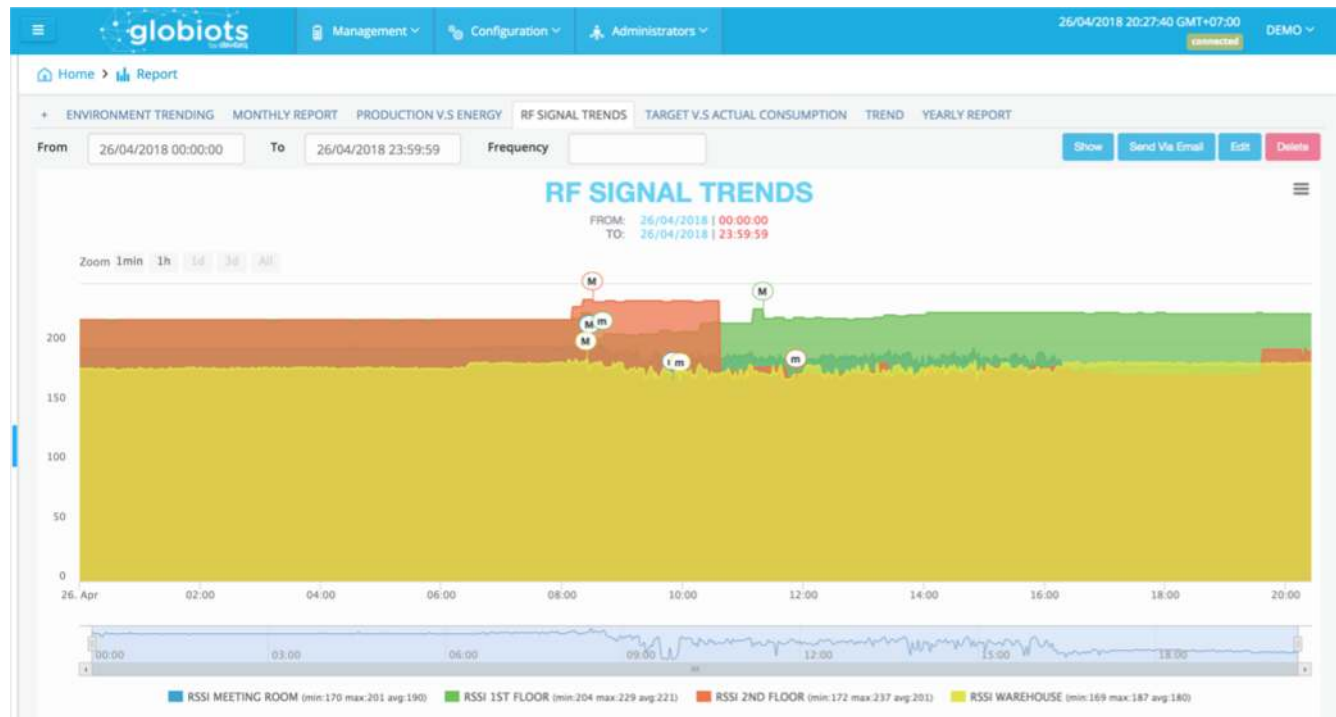 globiots
by devteq
Management
Configuration
Administrators
26/04/2018 20:27:40 GMT+07:00
connected
DEMO
Home > Report
+ ENVIRONMENT TRENDING MONTHLY REPORT PRODUCTION V.S ENERGY RF SIGNAL TRENDS TARGET V.S ACTUAL CONSUMPTION TREND YEARLY REPORT
From 26/04/2018 00:00:00 To 26/04/2018 23:59:59 Frequency Show Send Via Email Edit Delete
RF SIGNAL TRENDS
FROM: 26/04/2018 | 00:00:00
TO: 26/04/2018 | 23:59:59
Zoom 1min 1h 1d 3d All
M
M
M m
M
m
m
200
150
100
50
0
26. Apr 02:00 04:00 06:00 08:00 10:00 12:00 14:00 16:00 18:00 20:00
00:00 03:00 06:00 09:00 12:00 15:00 18:00
RSSI MEETING ROOM (min:170 max:201 avg:190) RSSI 1ST FLOOR (min:204 max:229 avg:221) RSSI 2ND FLOOR (min:172 max:237 avg:201) RSSI WAREHOUSE (min:169 max:187 avg:180)